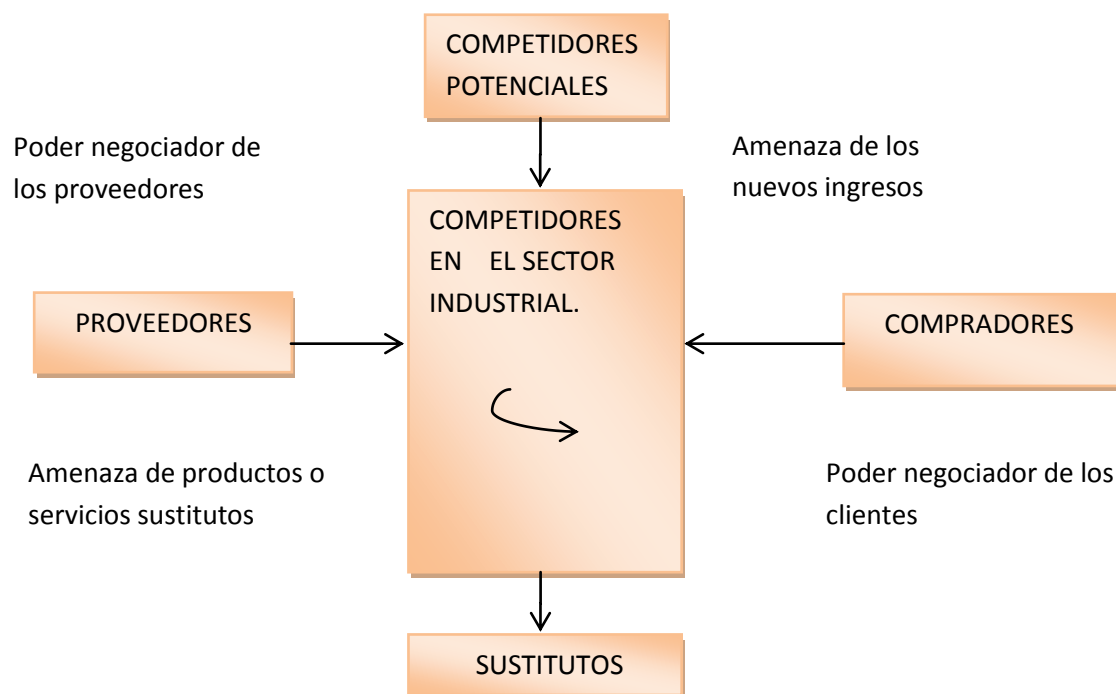 COMPETIDORES
POTENCIALES
Poder negociador de
los proveedores
Amenaza de los
nuevos ingresos
COMPETIDORES
EN EL SECTOR
INDUSTRIAL.
PROVEEDORES
COMPRADORES
Amenaza de productos o
servicios sustitutos
Poder negociador de los
clientes
SUSTITUTOS